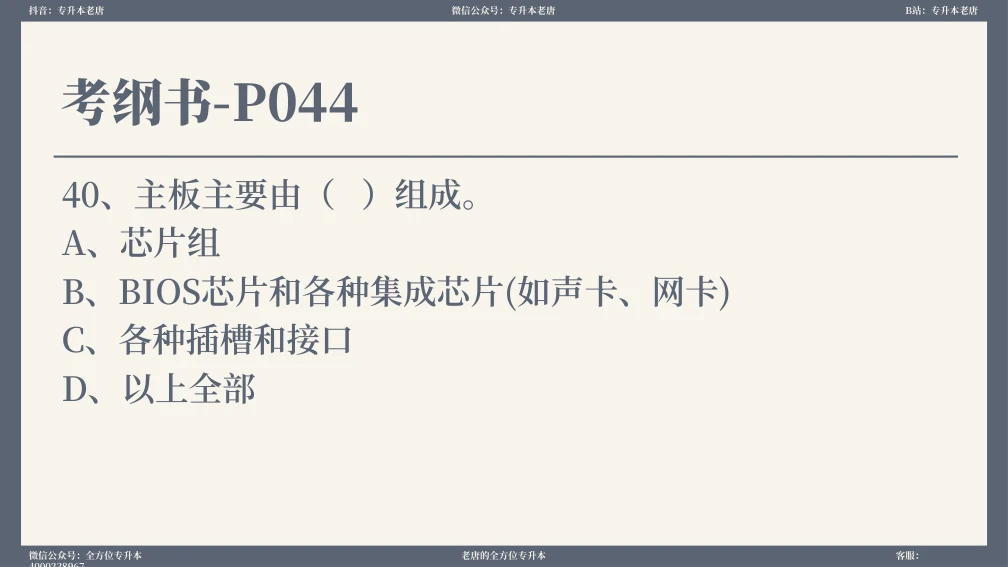 抖音：专升本老唐
微信公众号：专升本老唐
B站：专升本老唐
考纲书-P044
40、主板主要由（ ）组成。
A、芯片组
B、BIOS芯片和各种集成芯片(如声卡、网卡)
C、各种插槽和接口
D、以上全部
微信公众号：全方位专升本
老唐的全方位专升本
客服：